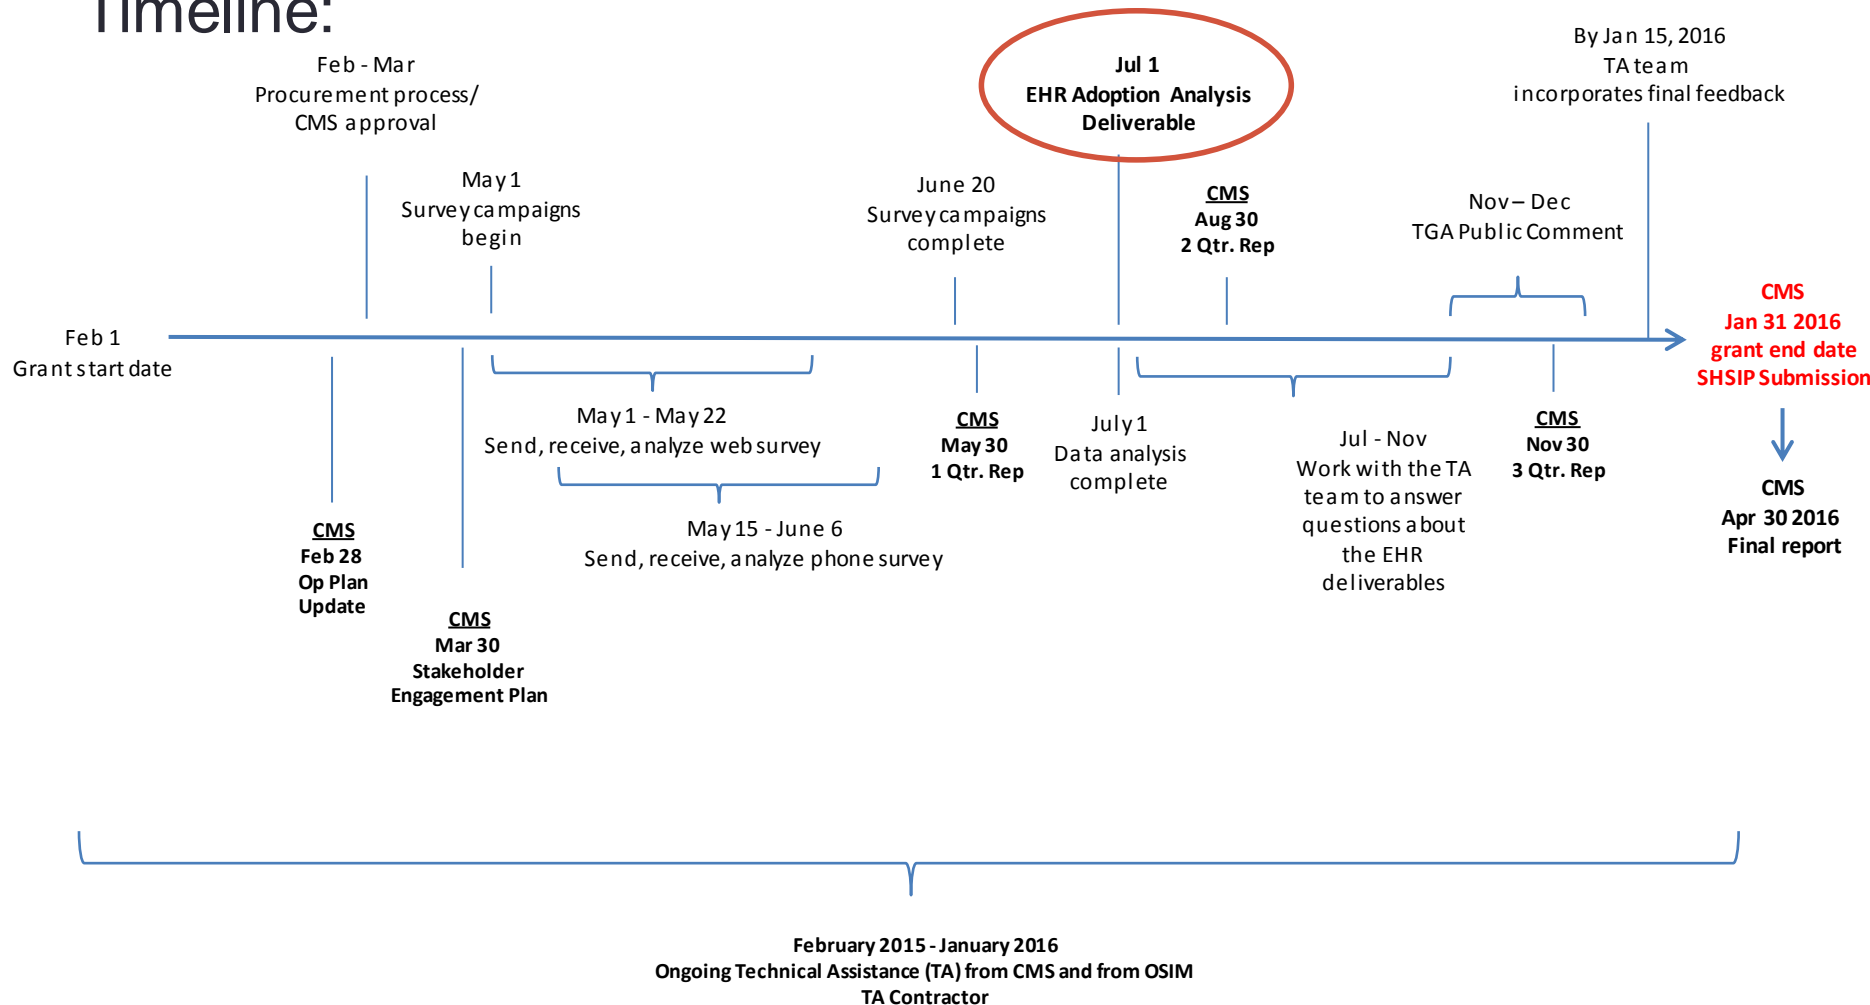 Timeline:
Feb - Mar
Procurement process/
CMS approval
Jul 1
EHR Adoption Analysis
Deliverable
By Jan 15, 2016
TA team
incorporates final feedback
May 1
Survey campaigns
begin
June 20
Survey campaigns
complete
CMS
Aug 30
2 Qtr. Rep
Nov – Dec
TGA Public Comment
Feb 1
Grant start date
CMS
Jan 31 2016
grant end date
SHSIP Submission
May 1 - May 22
Send, receive, analyze web survey
May 15 - June 6
Send, receive, analyze phone survey
CMS
May 30
1 Qtr. Rep
July 1
Data analysis
complete
Jul - Nov
Work with the TA
team to answer
questions about
the EHR
deliverables
CMS
Nov 30
3 Qtr. Rep
CMS
Apr 30 2016
Final report
CMS
Feb 28
Op Plan
Update
CMS
Mar 30
Stakeholder
Engagement Plan
February 2015 - January 2016
Ongoing Technical Assistance (TA) from CMS and from OSIM
TA Contractor